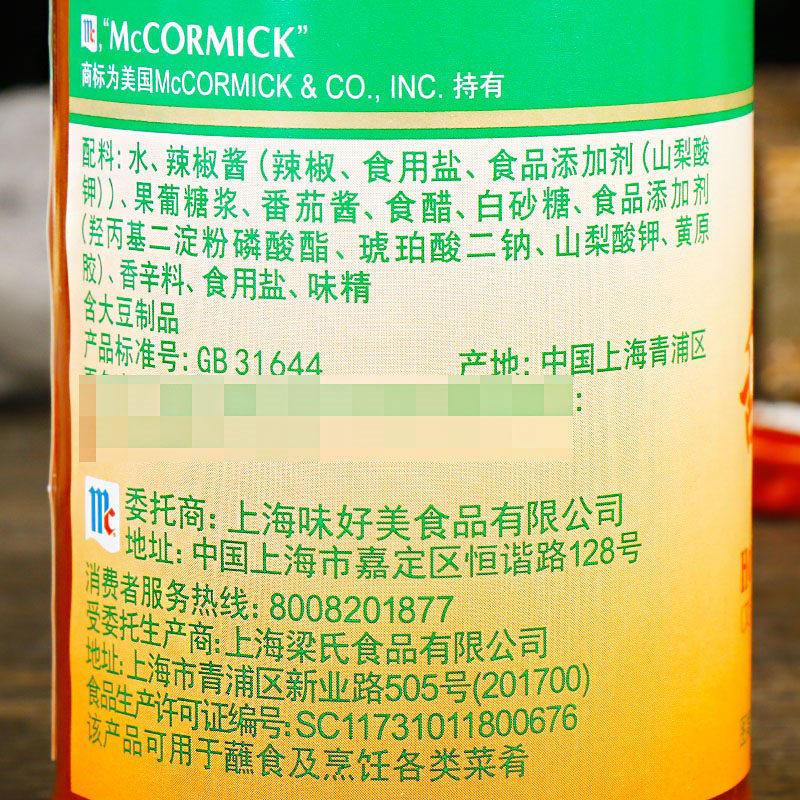 Mc, "McCORMICK"
商标为美国McCORMICK & CO., INC. 持有
配料: 水、辣椒酱 (辣椒、食用盐、食品添加剂 (山梨酸
钾))、果葡糖浆、番茄酱、食醋、白砂糖、食品添加剂
(羟丙基二淀粉磷酸酯、琥珀酸二钠、山梨酸钾、黄原
胶)、香辛料、食用盐、味精
含大豆制品
产品标准号: GB 31644 产地: 中国上海青浦区
Mc 委托商: 上海味好美食品有限公司
地址: 中国上海市嘉定区恒谐路128号
消费者服务热线: 8008201877
受委托生产商: 上海梁氏食品有限公司
地址: 上海市青浦区新业路505号(201700)
食品生产许可证编号: SC11731011800676
该产品可用于蘸食及烹饪各类菜肴